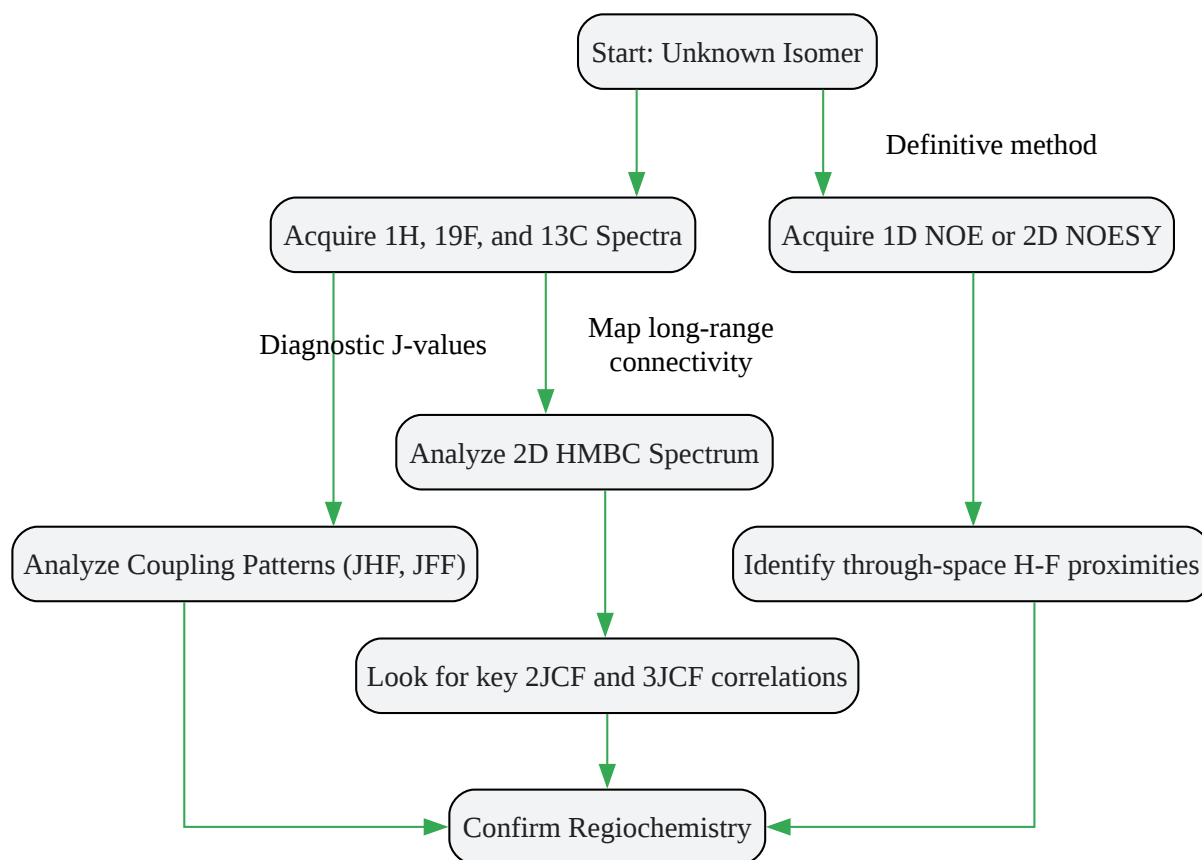 Start: Unknown Isomer
Definitive method
Acquire 1H, 19F, and 13C Spectra
Acquire 1D NOE or 2D NOESY
Diagnostic J-values
Map long-range
connectivity
Analyze 2D HMBC Spectrum
Analyze Coupling Patterns (JHF, JFF)
Identify through-space H-F proximities
Look for key 2JCF and 3JCF correlations
Confirm Regiochemistry